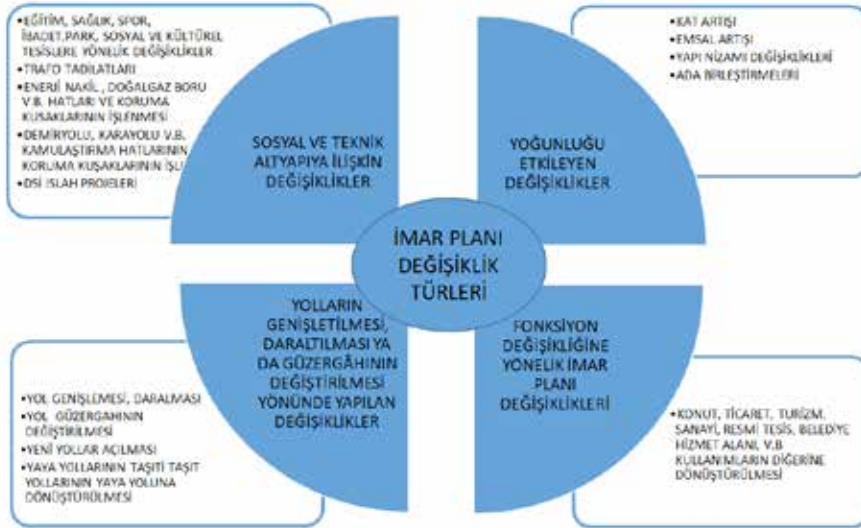 •EĞİTİM, SAĞLIK, SPOR,
İBADET,PARK, SOSYAL VE KÜLTÜREL
TESİSLERE YÖNELİK DEĞİŞİKLİKLER
•TRAFO TADİLATLARI
•ENERJİ NAKİL , DOĞALGAZ BORU
V.B. HATLARI VE KORUMA
KUŞAKLARININ İŞLENMESİ
•DEMİRYOLU, KARAYOLU V.B.
KAMULAŞTIRMA HATLARININ
KORUMA KUŞAKLARININ İŞLI
•DSİ ISLAH PROJELERİ
SOSYAL VE TEKNİK
ALTYAPIYA İLİŞKİN
DEĞİŞİKLİKLER
•KAT ARTIŞI
•EMSAL ARTIŞI
•YAPI NİZAMI DEĞİŞİKLİKLERİ
•ADA BİRLEŞTİRMELERİ
YOĞUNLUĞU
ETKİLEYEN
DEĞİŞİKLİKLER
İMAR PLANI
DEĞİŞİKLİK
TÜRLERİ
YOLLARIN
GENİŞLETİLMESİ,
DARALTILMASI YA
DA GÜZERGÂHININ
DEĞİŞTİRİLMESİ
YÖNÜNDE YAPILAN
DEĞİŞİKLİKLER
•YOL GENİŞLEMESİ, DARALMASI
•YOL GÜZERGAHININ
DEĞİŞTİRİLMESİ
•YENİ YOLLAR AÇILMASI
•YAYA YOLLARININ TAŞITİ TAŞIT
YOLLARININ YAYA YOLUNA
DÖNÜŞTÜRÜLMESİ
FONKSİYON
DEĞİŞİKLİĞİNE
YÖNELİK İMAR
PLANI
DEĞİŞİKLİKLERİ
•KONUT, TİCARET, TURİZM,
SANAYİ, RESMİ TESİS, BELEDİYE
HİZMET ALANI, V.B
KULLANIMLARIN DİĞERİNE
DÖNÜŞTÜRÜLMESİ